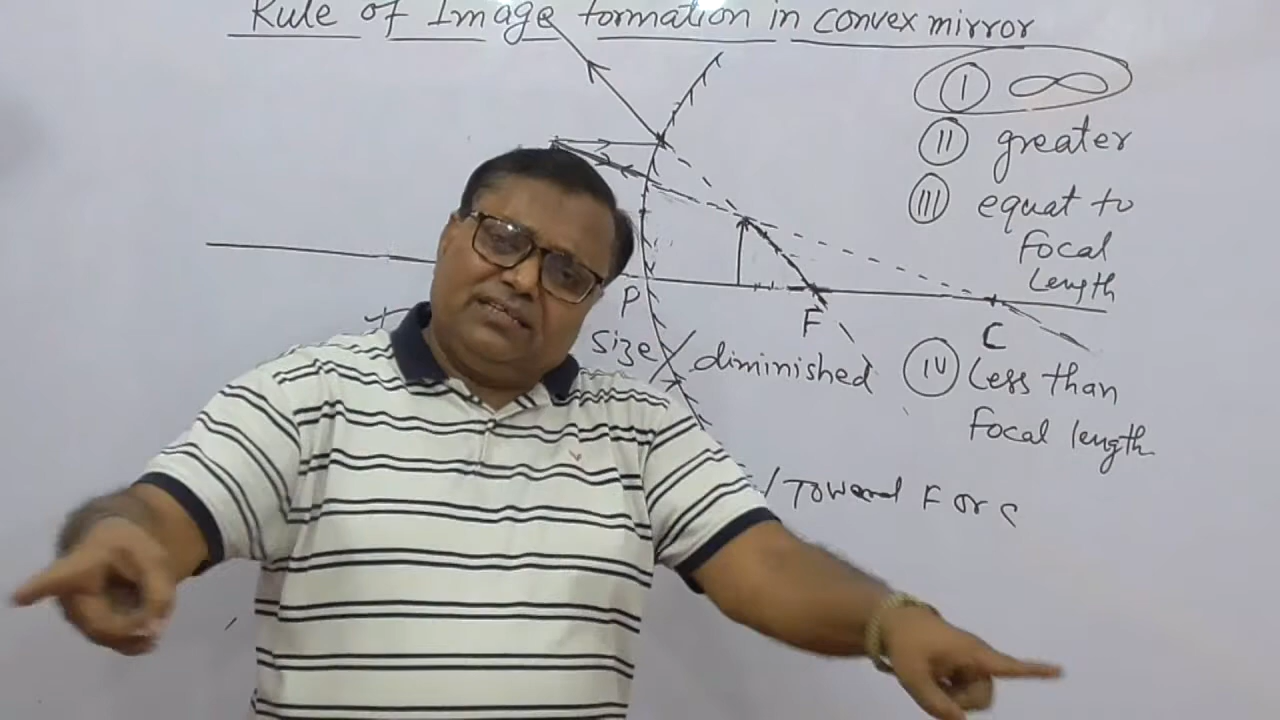 Rule of Image formation in convex mirror
I ∞
II greater
III equat to
Focal
Length
P
F
C
size / diminished
IV Less than
Focal length
/ Toward F or C